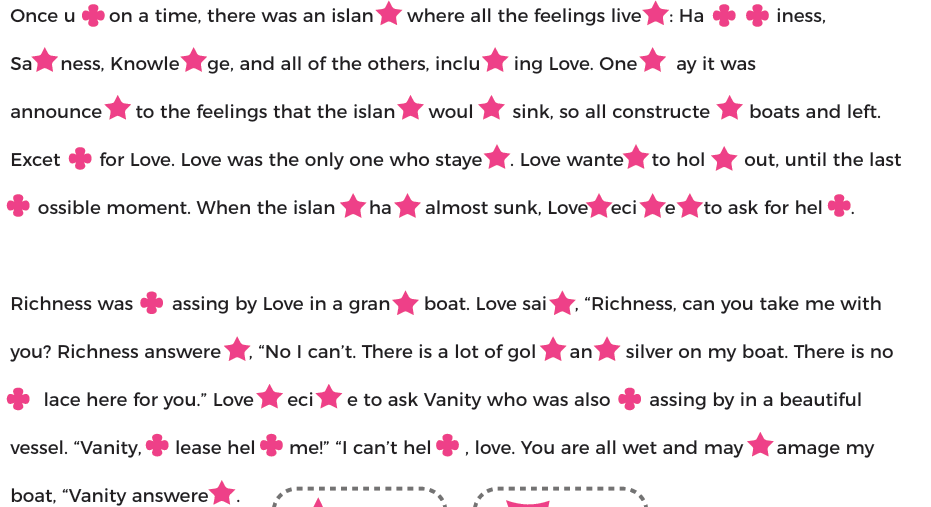 Once u ✤ on a time, there was an islan ★ where all the feelings live ★: Ha ✤ ✤ iness,
Sa ★ ness, Knowle ★ ge, and all of the others, inclu ★ ing Love. One ★ ay it was
announce ★ to the feelings that the islan ★ woul ★ sink, so all constructe ★ boats and left.
Excet ✤ for Love. Love was the only one who staye ★. Love wante ★ to hol ★ out, until the last
✤ ossible moment. When the islan ★ ha ★ almost sunk, Love ★ eci ★ e ★ to ask for hel ✤.
Richness was ✤ assing by Love in a gran ★ boat. Love sai ★, “Richness, can you take me with
you? Richness answere ★, “No I can’t. There is a lot of gol ★ an ★ silver on my boat. There is no
✤ lace here for you.” Love ★ eci ★ e to ask Vanity who was also ✤ assing by in a beautiful
vessel. “Vanity, ✤ lease hel ✤ me!” “I can’t hel ✤ , love. You are all wet and may ★ amage my
boat, “Vanity answere ★.